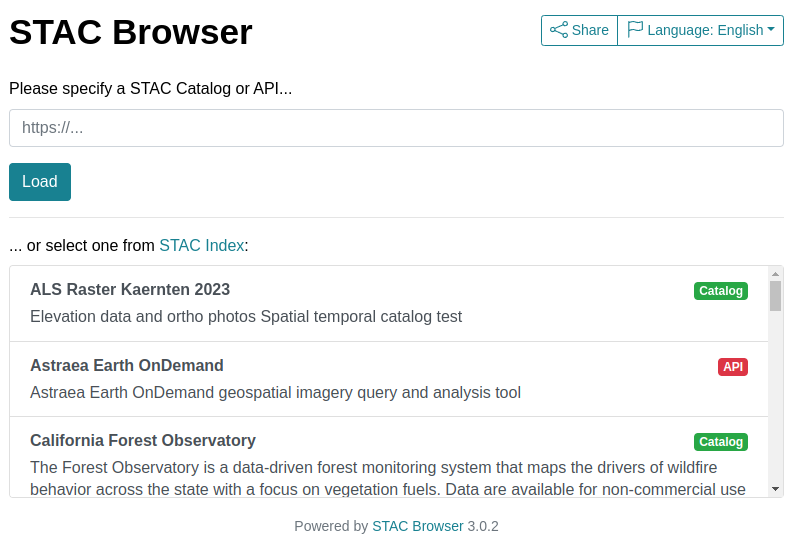 STAC Browser
Share
Language: English
Please specify a STAC Catalog or API...
https://...
Load
... or select one from STAC Index:
ALS Raster Kaernten 2023
Catalog
Elevation data and ortho photos Spatial temporal catalog test
Astraea Earth OnDemand
API
Astraea Earth OnDemand geospatial imagery query and analysis tool
California Forest Observatory
Catalog
The Forest Observatory is a data-driven forest monitoring system that maps the drivers of wildfire
behavior across the state with a focus on vegetation fuels. Data are available for non-commercial use
Powered by STAC Browser 3.0.2